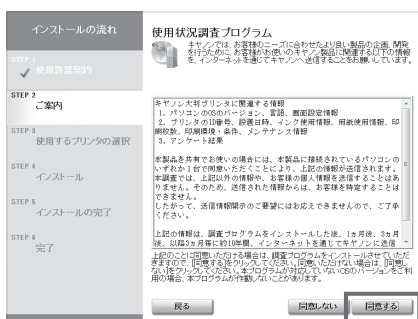 インストールの流れ
STEP 1
使用許諾契約
STEP 2
ご案内
STEP 3
使用するプリンタの選択
STEP 4
インストール
STEP 5
インストールの完了
STEP 6
完了
使用状況調査プログラム
キヤノンでは、お客様のニーズに合わせたより良い製品の企画、開発
を行うために、お客様がお使いのキヤノン製品に関連する以下の情報
を、インターネットを通じてキヤノンへ送信することをお願いしています。
キヤノン大判プリンタに関連する情報
1. パソコンのOSのバージョン、言語、画面設定情報
2. プリンタのID番号、設置日時、インク使用情報、用紙使用情報、印
刷枚数、印刷環境・条件、メンテナンス情報
3. アンケート結果
本製品を共有でお使いの場合には、本製品に接続されているパソコンの
いずれか1台で同意いただくことにより、上記の情報が送信されます。
本調査では、上記以外の情報や、お客様の個人情報を送信することはあ
りません。そのため、送信された情報からは、お客様を特定することは
できません。
したがって、送信情報開示のご要望にはお応えできませんので、ご了承
ください。
上記の情報は、調査プログラムをインストールした後、1ヵ月後、3ヵ月
後、以降3ヵ月毎に約10年間、インターネットを通じてキヤノンに送信
上記のことに同意いただける場合は、調査プログラムをインストールさせていただ
きますので、[同意する]をクリックしてください。同意いただけない場合は、[同意し
ない]をクリックしてください。本プログラムが対応していないOSのバージョンをご利
用の場合、本プログラムが作動しないことがあります。
戻る
同意しない
同意する